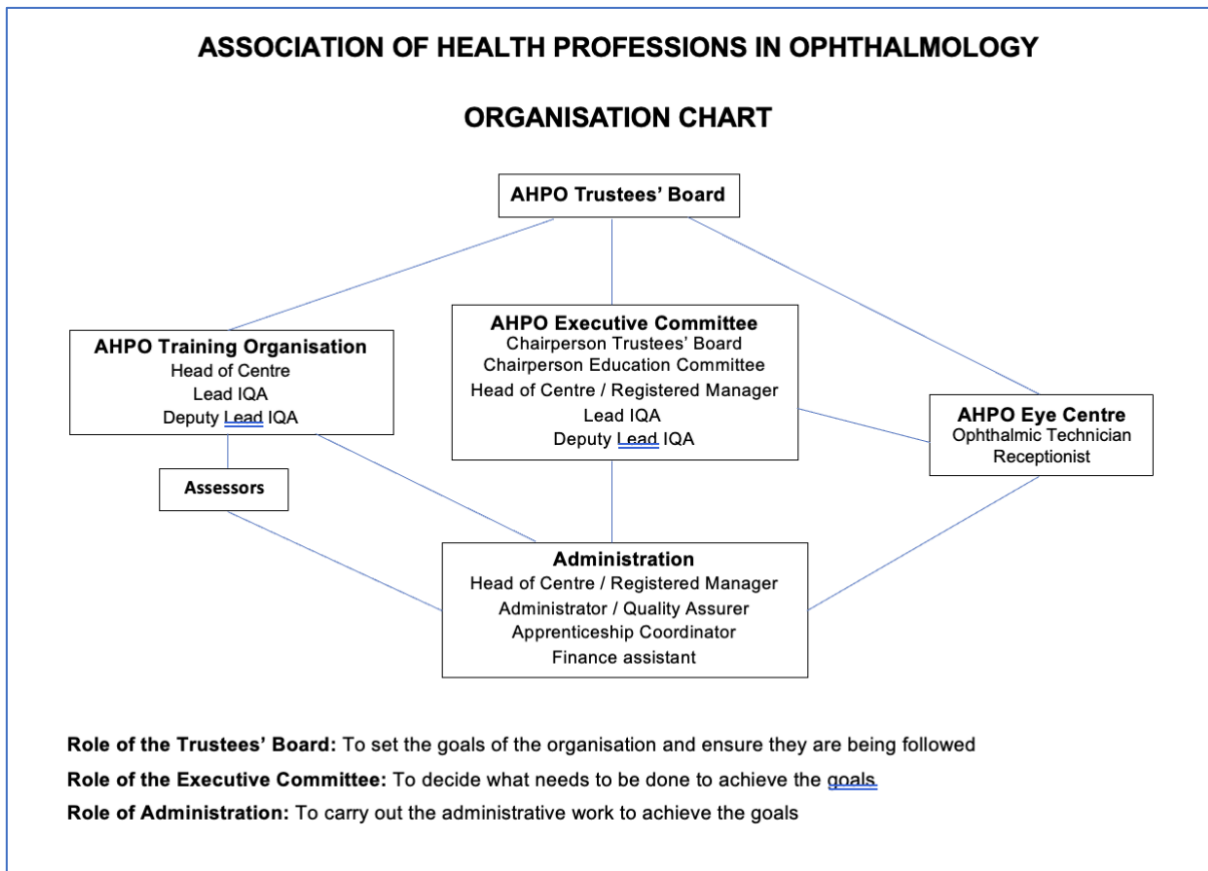 ASSOCIATION OF HEALTH PROFESSIONS IN OPHTHALMOLOGY
ORGANISATION CHART
AHPO Trustees’ Board
AHPO Training Organisation
Head of Centre
Lead IQA
Deputy Lead IQA
AHPO Executive Committee
Chairperson Trustees’ Board
Chairperson Education Committee
Head of Centre / Registered Manager
Lead IQA
Deputy Lead IQA
AHPO Eye Centre
Ophthalmic Technician
Receptionist
Assessors
Administration
Head of Centre / Registered Manager
Administrator / Quality Assurer
Apprenticeship Coordinator
Finance assistant
Role of the Trustees’ Board: To set the goals of the organisation and ensure they are being followed
Role of the Executive Committee: To decide what needs to be done to achieve the goals
Role of Administration: To carry out the administrative work to achieve the goals